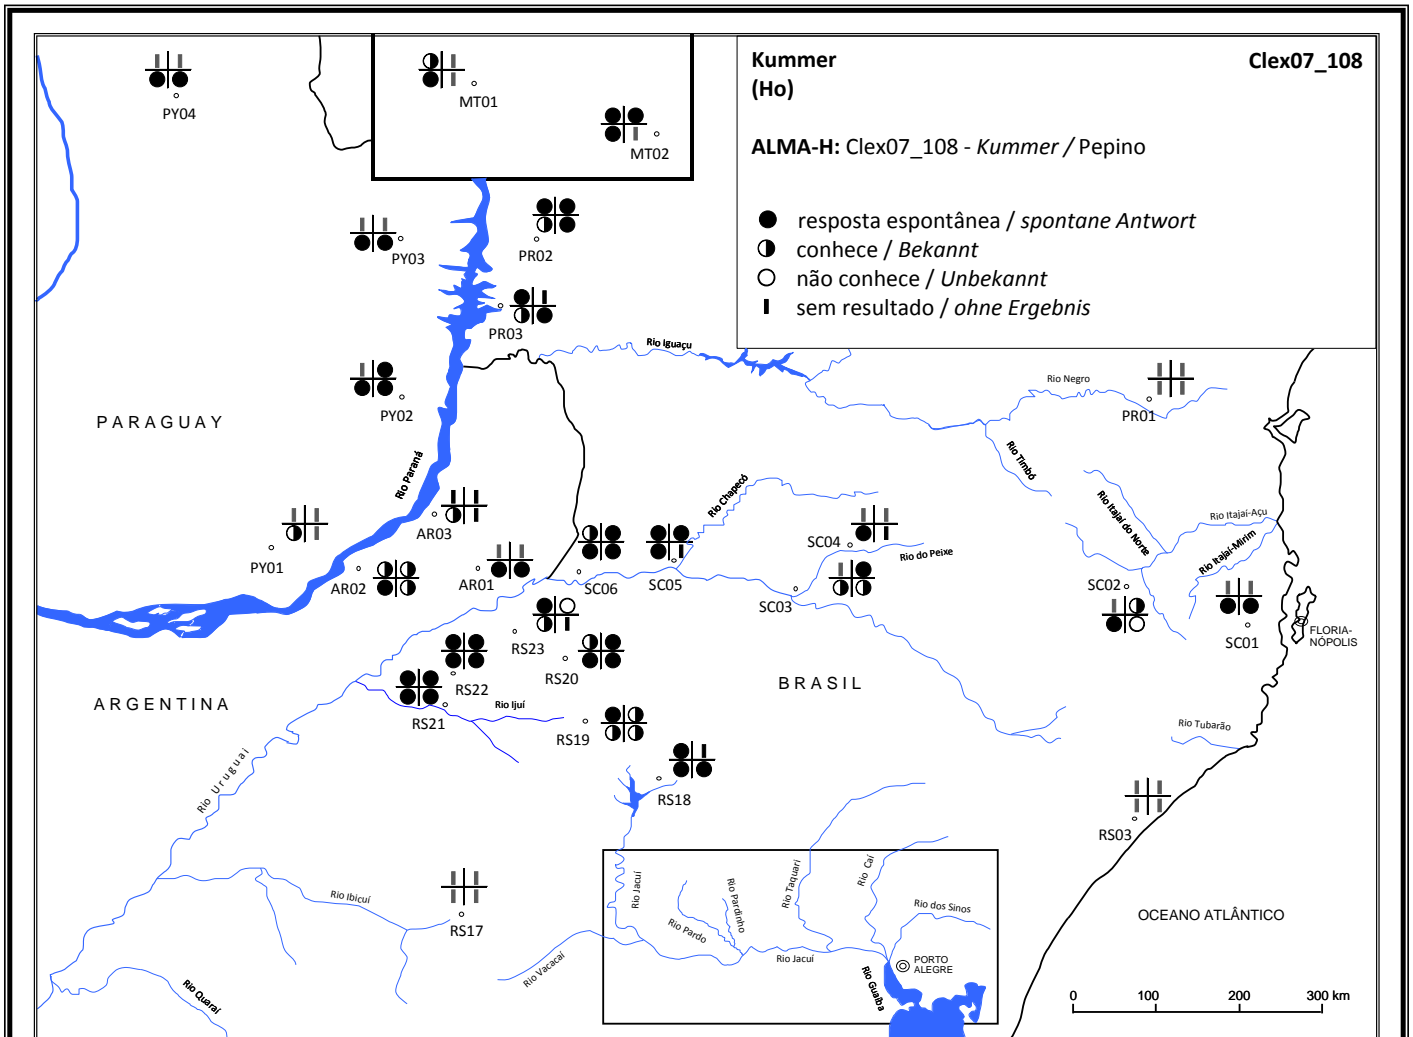 Kummer
(Ho)
Clex07_108
ALMA-H: Clex07_108 - Kummer / Pepino
resposta espontânea / spontane Antwort
conhece / Bekannt
não conhece / Unbekannt
sem resultado / ohne Ergebnis
PY04
MT01
MT02
PY03
PR02
PR03
Rio Iguaçu
PY02
Rio Negro
PR01
PARAGUAY
Rio Paraná
Rio Timbó
Rio Chapecó
Rio Itajaí do Norte
Rio Itajaí-Açu
Rio Itajaí-Mirim
AR03
SC04
Rio do Peixe
PY01
AR02
AR01
SC06
SC05
SC03
SC02
SC01
FLORIA-
NÓPOLIS
RS23
RS20
RS22
BRASIL
ARGENTINA
RS21
Rio Ijuí
RS19
Rio Tubarão
Rio Uruguai
RS18
RS03
Rio Ibicuí
RS17
Rio Jacuí
Rio Pardo
Rio Pardinho
Rio Taquari
Rio Caí
Rio dos Sinos
OCEANO ATLÂNTICO
Rio Vacacaí
Rio Jacuí
PORTO
ALEGRE
Rio Guaíba
Rio Quaraí
0 100 200 300 km